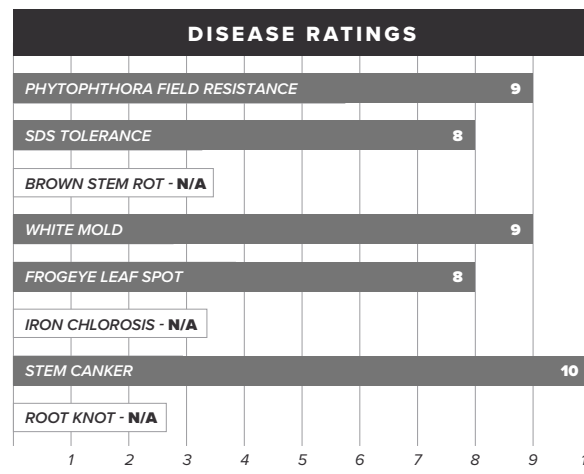 DISEASE RATINGS
PHYTOPHTHORA FIELD RESISTANCE 9
SDS TOLERANCE 8
BROWN STEM ROT - N/A
WHITE MOLD 9
FROGEYE LEAF SPOT 8
IRON CHLOROSIS - N/A
STEM CANKER 10
ROOT KNOT - N/A
1 2 3 4 5 6 7 8 9